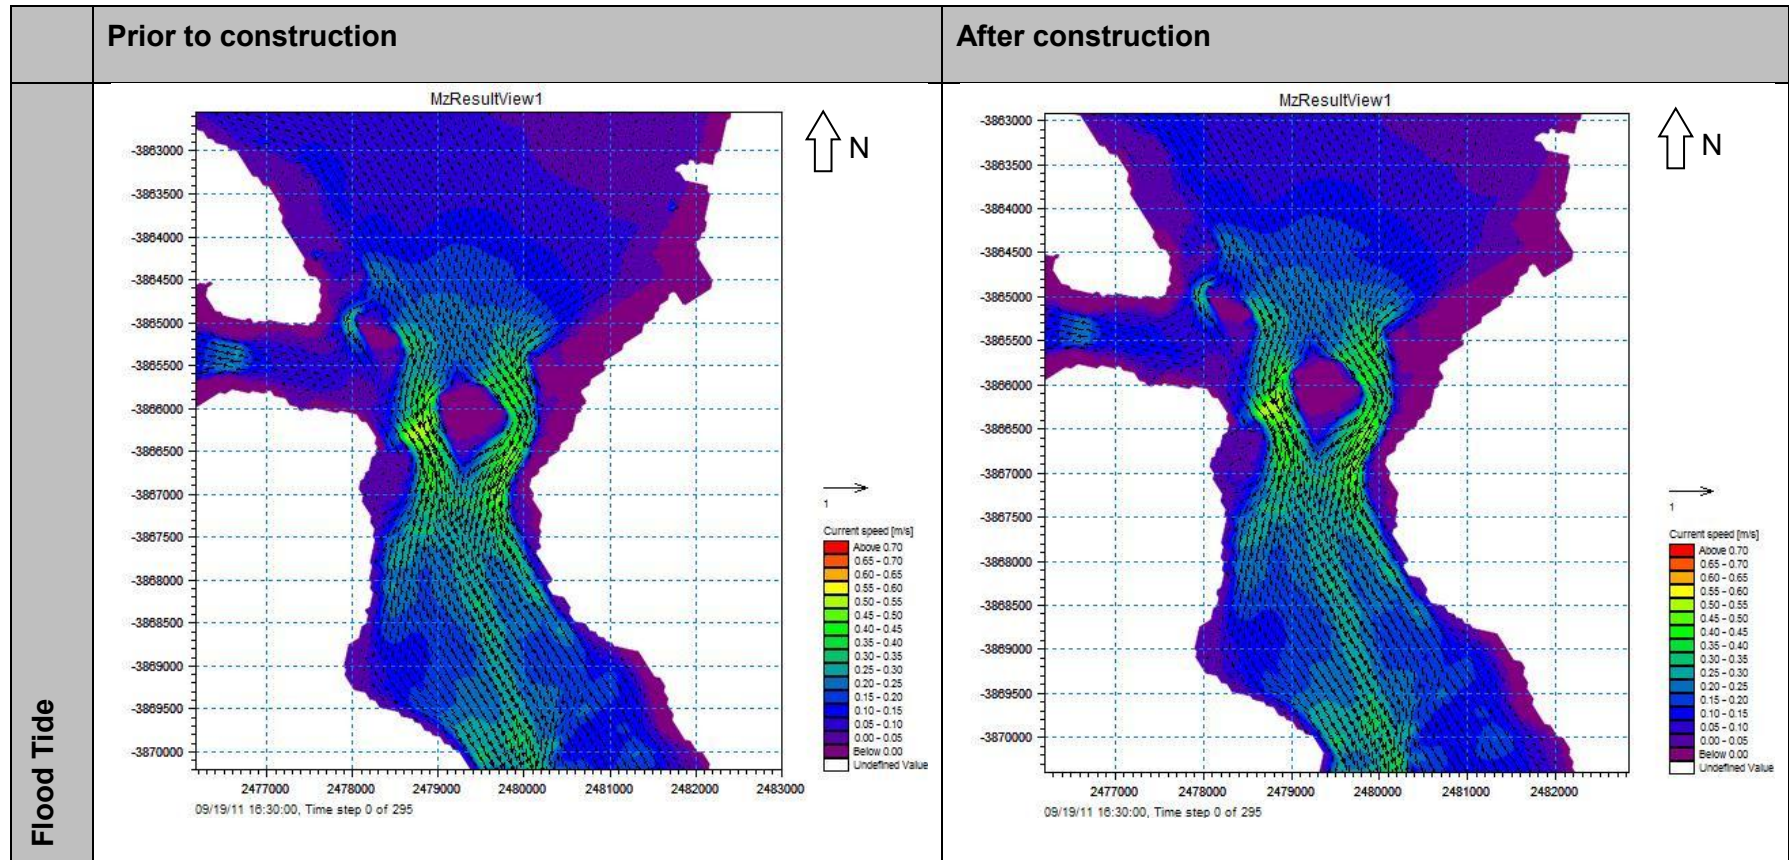 Prior to construction
After construction
Flood Tide
MzResultView1
N
-3863000
-3863500
-3864000
-3864500
-3865000
-3865500
-3866000
-3866500
-3867000
-3867500
-3868000
-3868500
-3869000
-3869500
-3870000
2477000 2478000 2479000 2480000 2481000 2482000 2483000
09/19/11 16:30:00, Time step 0 of 295
1
Current speed [m/s]
Above 0.70
0.65 - 0.70
0.60 - 0.65
0.55 - 0.60
0.50 - 0.55
0.45 - 0.50
0.40 - 0.45
0.35 - 0.40
0.30 - 0.35
0.25 - 0.30
0.20 - 0.25
0.15 - 0.20
0.10 - 0.15
0.05 - 0.10
0.00 - 0.05
Below 0.00
Undefined Value
MzResultView1
N
-3863000
-3863500
-3864000
-3864500
-3865000
-3865500
-3866000
-3866500
-3867000
-3867500
-3868000
-3868500
-3869000
-3869500
-3870000
2477000 2478000 2479000 2480000 2481000 2482000
09/19/11 16:30:00, Time step 0 of 295
1
Current speed [m/s]
Above 0.70
0.65 - 0.70
0.60 - 0.65
0.55 - 0.60
0.50 - 0.55
0.45 - 0.50
0.40 - 0.45
0.35 - 0.40
0.30 - 0.35
0.25 - 0.30
0.20 - 0.25
0.15 - 0.20
0.10 - 0.15
0.05 - 0.10
0.00 - 0.05
Below 0.00
Undefined Value